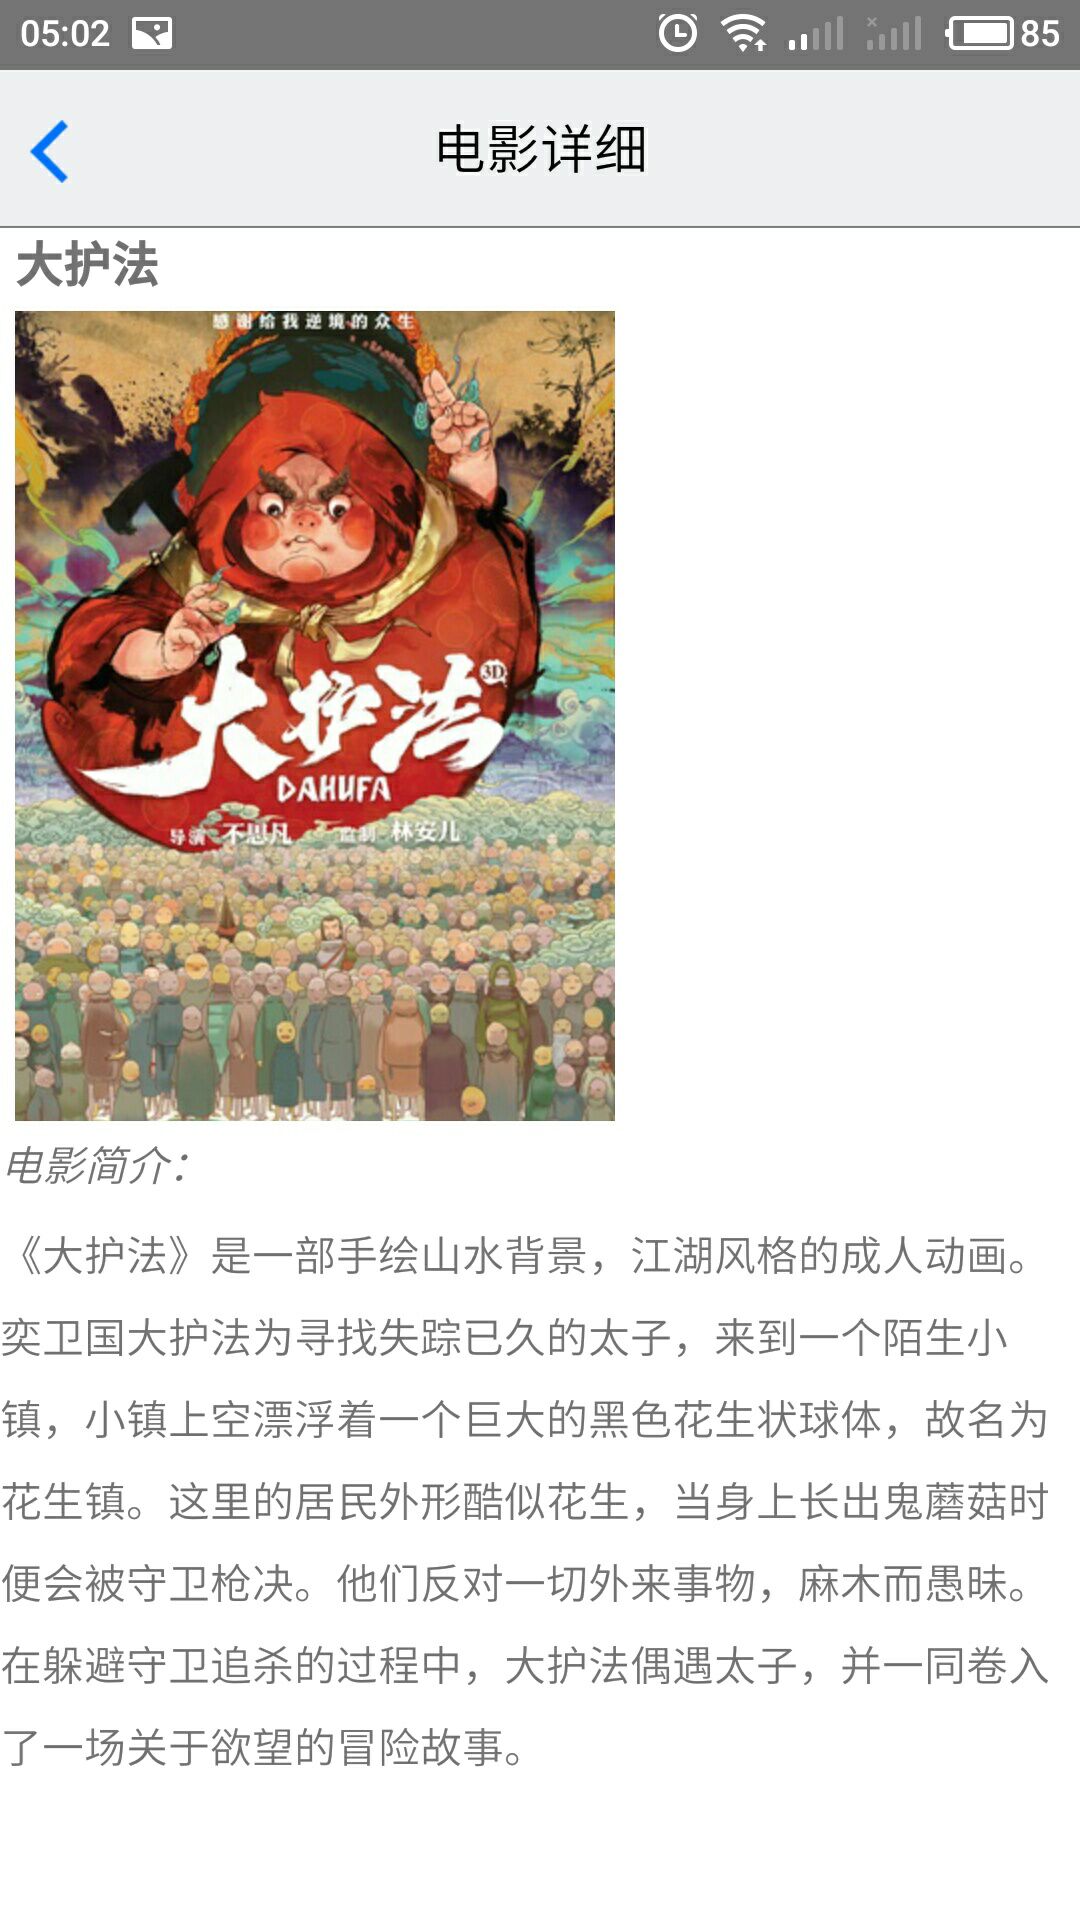 05:02
85
电影详细
大护法
感谢给我逆境的众生
大护法
3D
DAHUFA
导演 不思凡 监制 林安儿
电影简介：
《大护法》是一部手绘山水背景，江湖风格的成人动画。
奕卫国大护法为寻找失踪已久的太子，来到一个陌生小
镇，小镇上空漂浮着一个巨大的黑色花生状球体，故名为
花生镇。这里的居民外形酷似花生，当身上长出鬼蘑菇时
便会被守卫枪决。他们反对一切外来事物，麻木而愚昧。
在躲避守卫追杀的过程中，大护法偶遇太子，并一同卷入
了一场关于欲望的冒险故事。